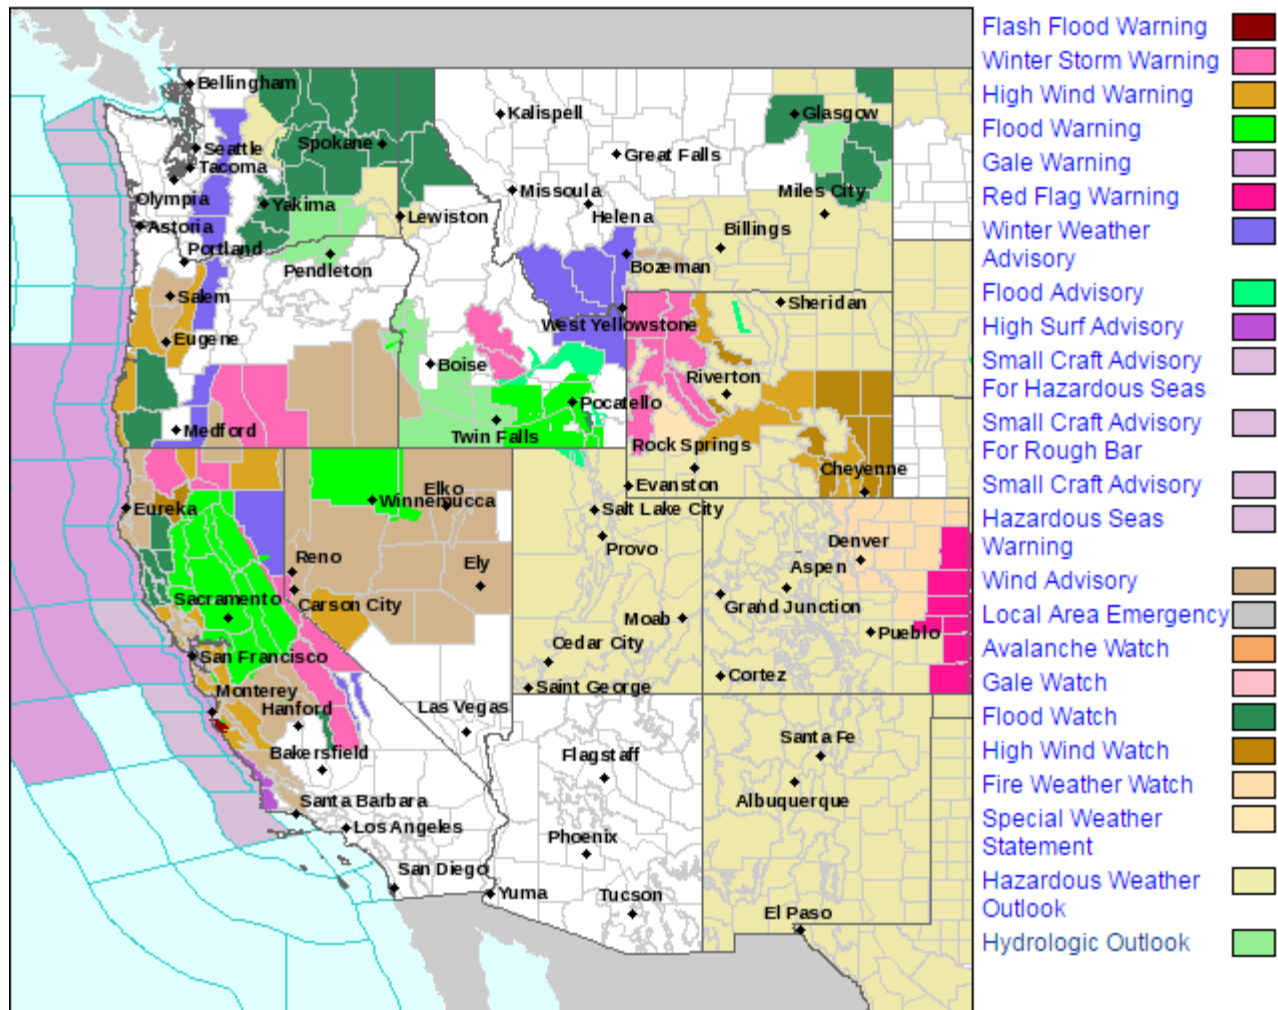 Bellingham
Seattle
Tacoma
Olympia
Astoria
Portland
Spokane
Yakima
Pendleton
Lewiston
Kalispell
Great Falls
Missoula
Helena
Glasgow
Miles City
Billings
Bozeman
Salem
Eugene
Medford
West Yellowstone
Sheridan
Boise
Pocatello
Twin Falls
Riverton
Rock Springs
Cheyenne
Evanston
Eureka
Elko
Winnemucca
Salt Lake City
Provo
Reno
Ely
Carson City
Sacramento
Denver
Aspen
Grand Junction
Moab
Pueblo
Cedar City
San Francisco
Saint George
Cortez
Monterey
Hanford
Las Vegas
Bakersfield
Flagstaff
Santa Fe
Albuquerque
Santa Barbara
Los Angeles
Phoenix
San Diego
Yuma
Tucson
El Paso
Flash Flood Warning
Winter Storm Warning
High Wind Warning
Flood Warning
Gale Warning
Red Flag Warning
Winter Weather
Advisory
Flood Advisory
High Surf Advisory
Small Craft Advisory
For Hazardous Seas
Small Craft Advisory
For Rough Bar
Small Craft Advisory
Hazardous Seas
Warning
Wind Advisory
Local Area Emergency
Avalanche Watch
Gale Watch
Flood Watch
High Wind Watch
Fire Weather Watch
Special Weather
Statement
Hazardous Weather
Outlook
Hydrologic Outlook